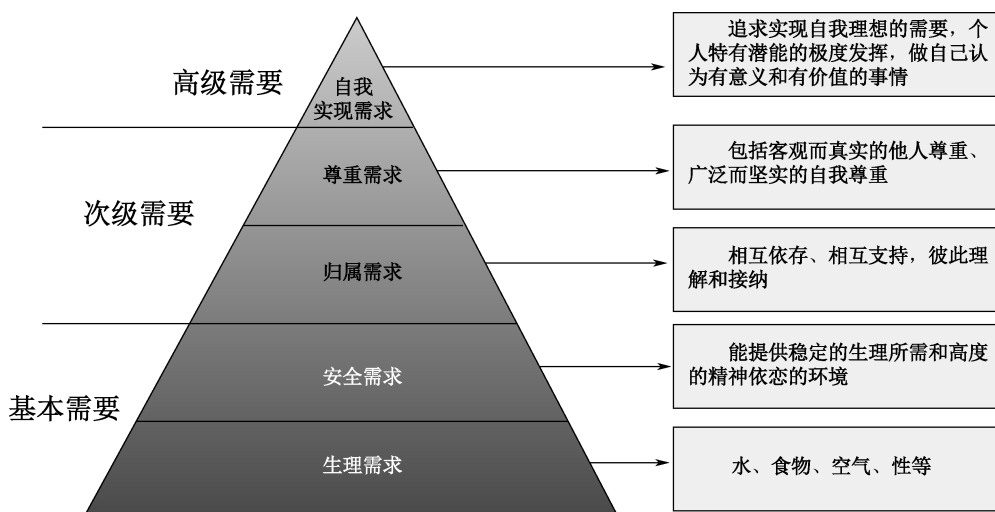 高级需要
自我
实现需求
追求实现自我理想的需要，个
人特有潜能的极度发挥，做自己认
为有意义和有价值的事情
次级需要
尊重需求
包括客观而真实的他人尊重、
广泛而坚实的自我尊重
归属需求
相互依存、相互支持，彼此理
解和接纳
基本需要
安全需求
能提供稳定的生理所需和高度
的精神依恋的环境
生理需求
水、食物、空气、性等